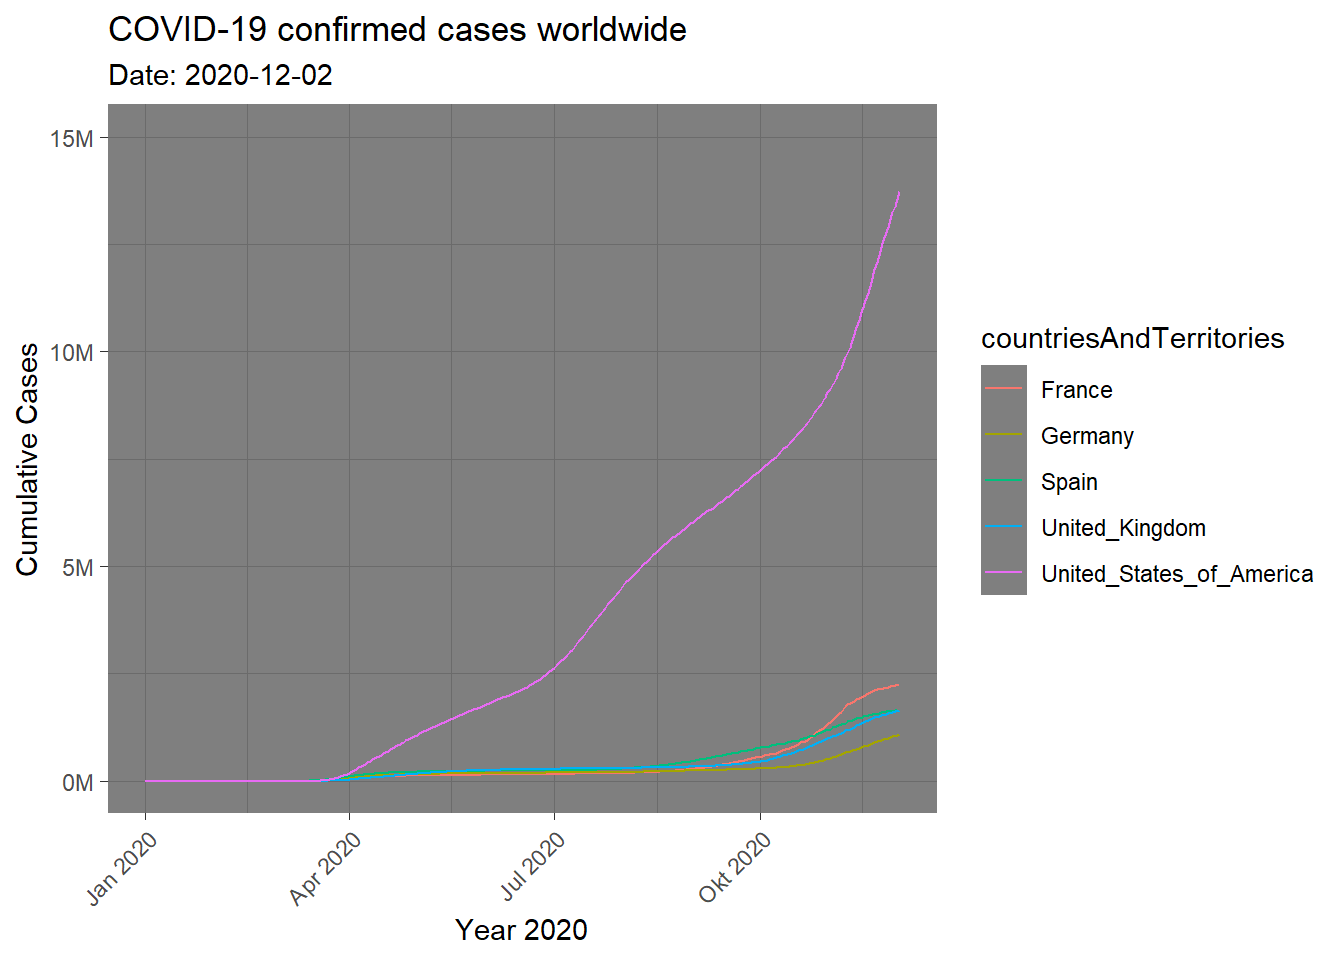 COVID-19 confirmed cases worldwide
Date: 2020-12-02
15M
10M
5M
0M
Cumulative Cases
Jan 2020
Apr 2020
Jul 2020
Okt 2020
Year 2020
countriesAndTerritories
France
Germany
Spain
United_Kingdom
United_States_of_America